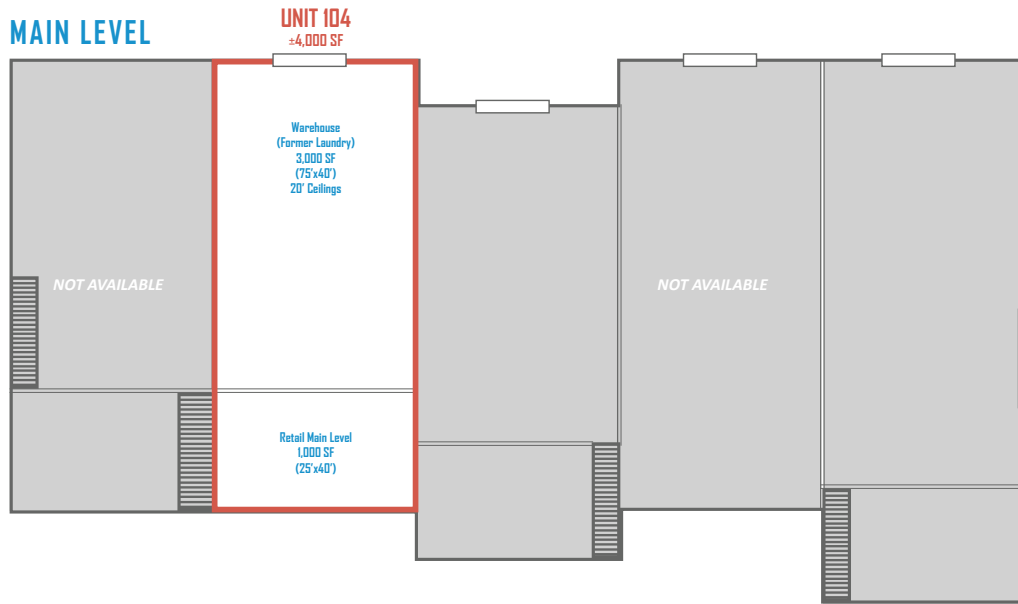 MAIN LEVEL
UNIT 104
±4,000 SF
Warehouse
(Former Laundry)
3,000 SF
(75'x40')
20' Ceilings
NOT AVAILABLE
NOT AVAILABLE
Retail Main Level
1,000 SF
(25'x40')